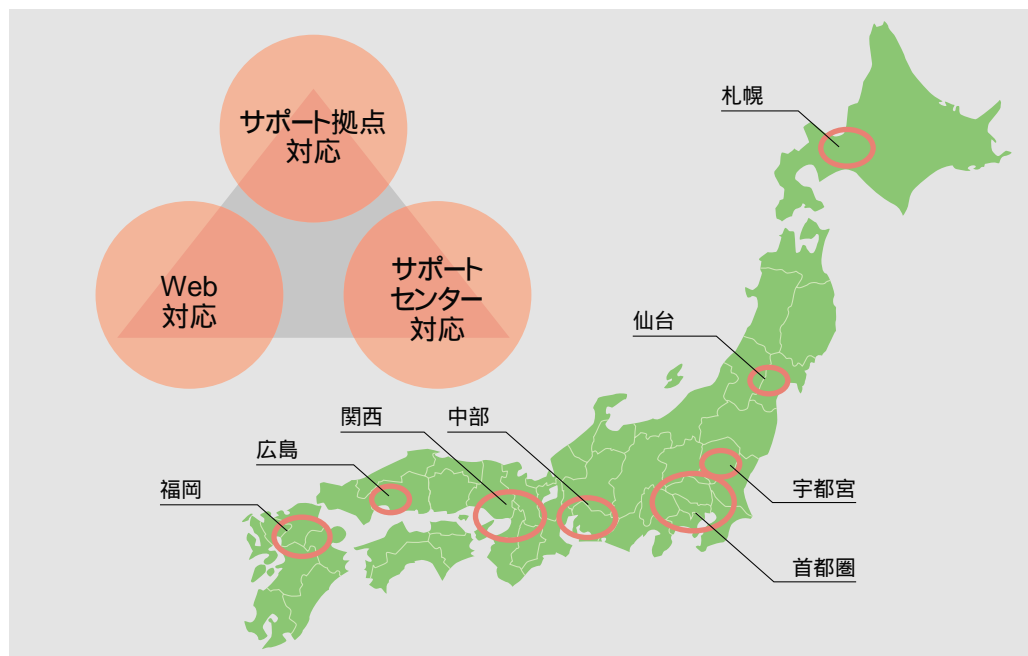 サポート拠点
対応
Web
対応
サポート
センター
対応
札幌
仙台
関西
中部
広島
福岡
宇都宮
首都圏